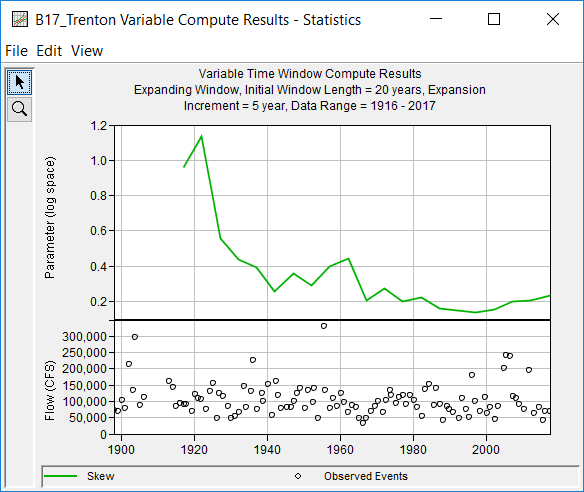 B17_Trenton Variable Compute Results - Statistics
File Edit View
Variable Time Window Compute Results
Expanding Window, Initial Window Length = 20 years, Expansion
Increment = 5 year, Data Range = 1916 - 2017
Parameter (log space)
1.2
1.0
0.8
0.6
0.4
0.2
Flow (CFS)
300,000
250,000
200,000
150,000
100,000
50,000
0
1900 1920 1940 1960 1980 2000
Skew Observed Events